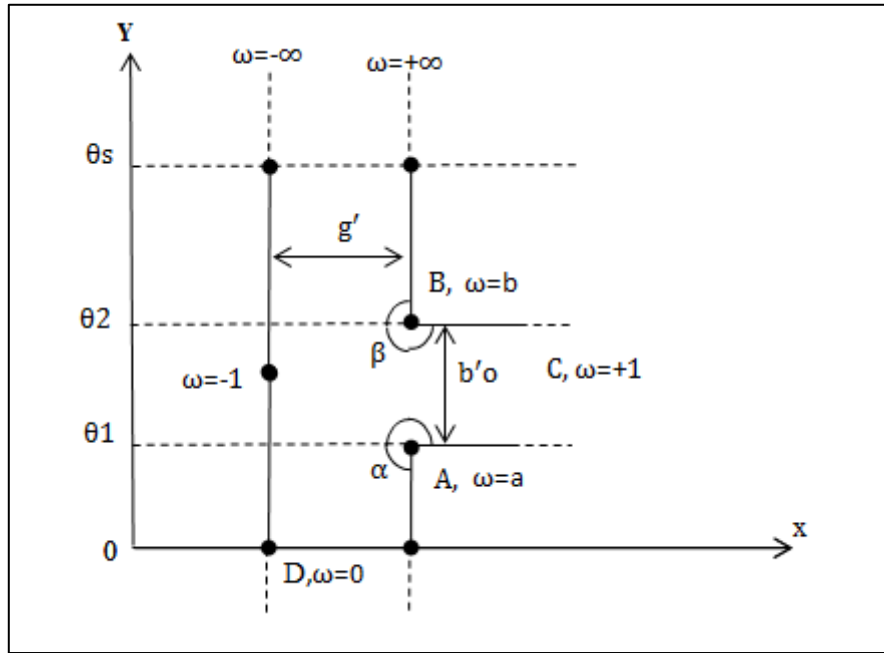 Y
ω=-∞ ω=+∞
θs
g′
B, ω=b
θ2
β
b′o
C, ω=+1
ω=-1
θ1
α
A, ω=a
x
0
D,ω=0